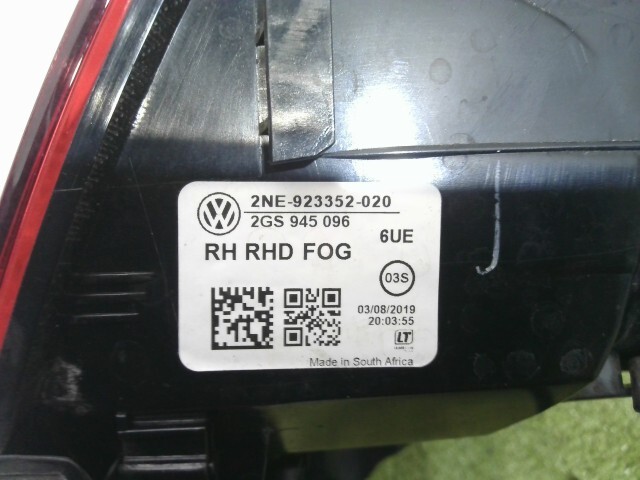 2NE-923352-020
2GS 945 096
6UE
RH RHD FOG
03S
03/08/2019
20:03:55
LT
Made in South Africa